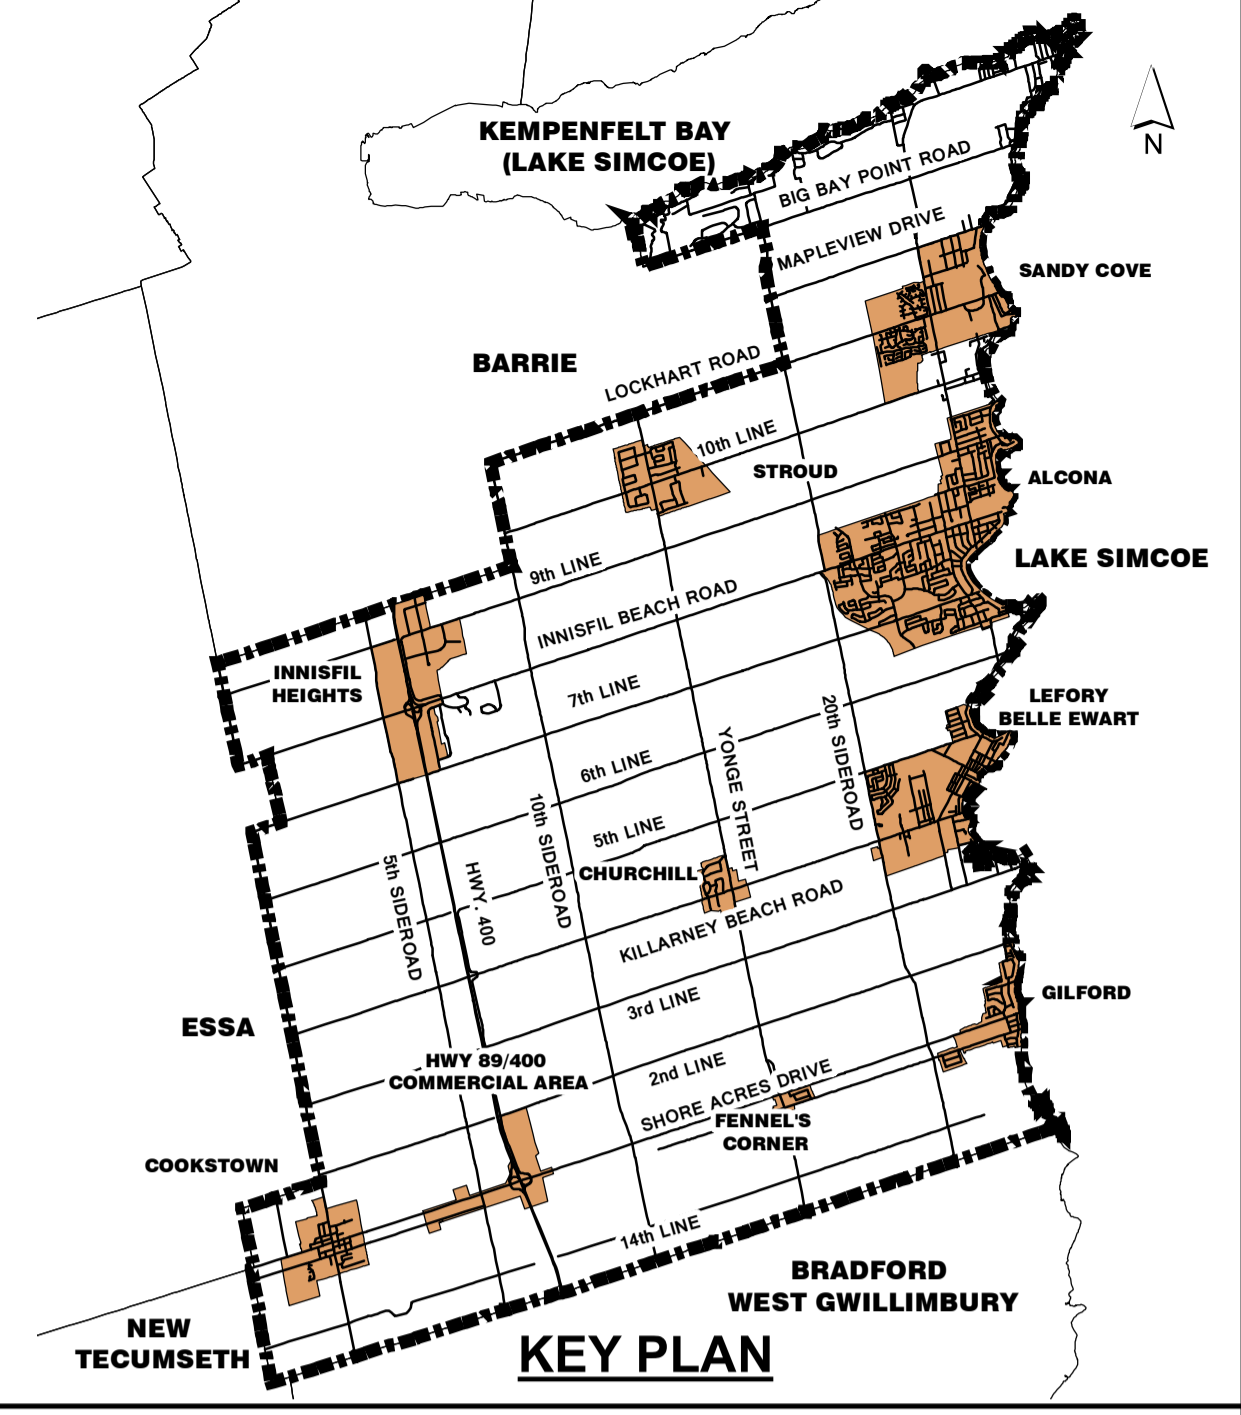 KEMPENFELT BAY
(LAKE SIMCOE)
N
BIG BAY POINT ROAD
MAPLEVIEW DRIVE
SANDY COVE
BARRIE
LOCKHART ROAD
10th LINE
STROUD
ALCONA
LAKE SIMCOE
9th LINE
INNISFIL BEACH ROAD
INNISFIL
HEIGHTS
7th LINE
LEFORY
BELLE EWART
20th SIDEROAD
YONGE STREET
6th LINE
10th SIDEROAD
5th LINE
CHURCHILL
5th SIDEROAD
HWY. 400
KILLARNEY BEACH ROAD
3rd LINE
GILFORD
ESSA
HWY 89/400
COMMERCIAL AREA
2nd LINE
SHORE ACRES DRIVE
FENNEL'S
CORNER
COOKSTOWN
14th LINE
BRADFORD
WEST GWILLIMBURY
NEW
TECUMSETH
KEY PLAN